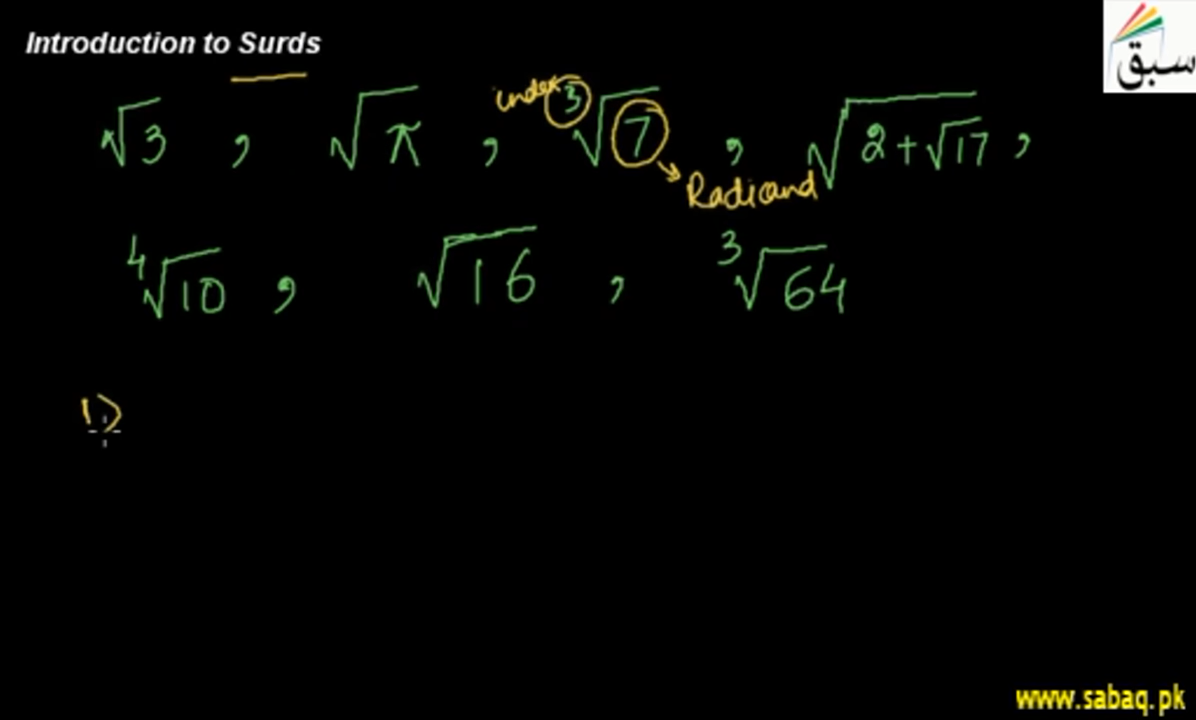 Introduction to Surds
سبق
√3 , √π , index ³√7 , √(2+√17) ,
Radicand
⁴√10 , √16 , ³√64
1)
www.sabaq.pk